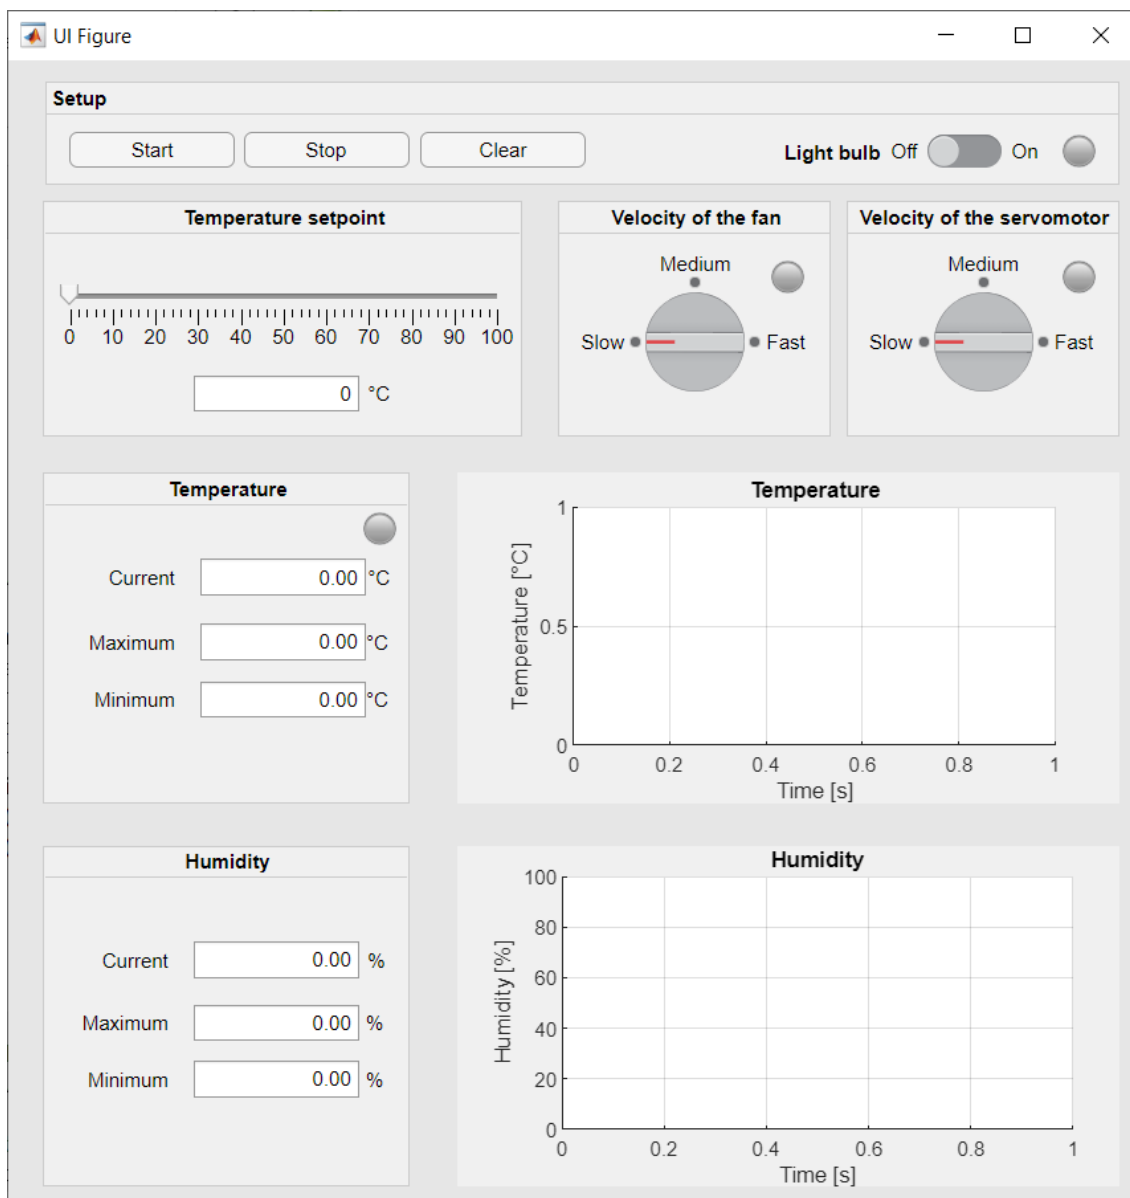 UI Figure
Setup
Start Stop Clear Light bulb Off On
Temperature setpoint
0 10 20 30 40 50 60 70 80 90 100
0 °C
Velocity of the fan
Medium
Slow Fast
Velocity of the servomotor
Medium
Slow Fast
Temperature
Current 0.00 °C
Maximum 0.00 °C
Minimum 0.00 °C
Temperature
Temperature [°C]
1
0.5
0
0 0.2 0.4 0.6 0.8 1
Time [s]
Humidity
Current 0.00 %
Maximum 0.00 %
Minimum 0.00 %
Humidity
Humidity [%]
100
80
60
40
20
0
0 0.2 0.4 0.6 0.8 1
Time [s]